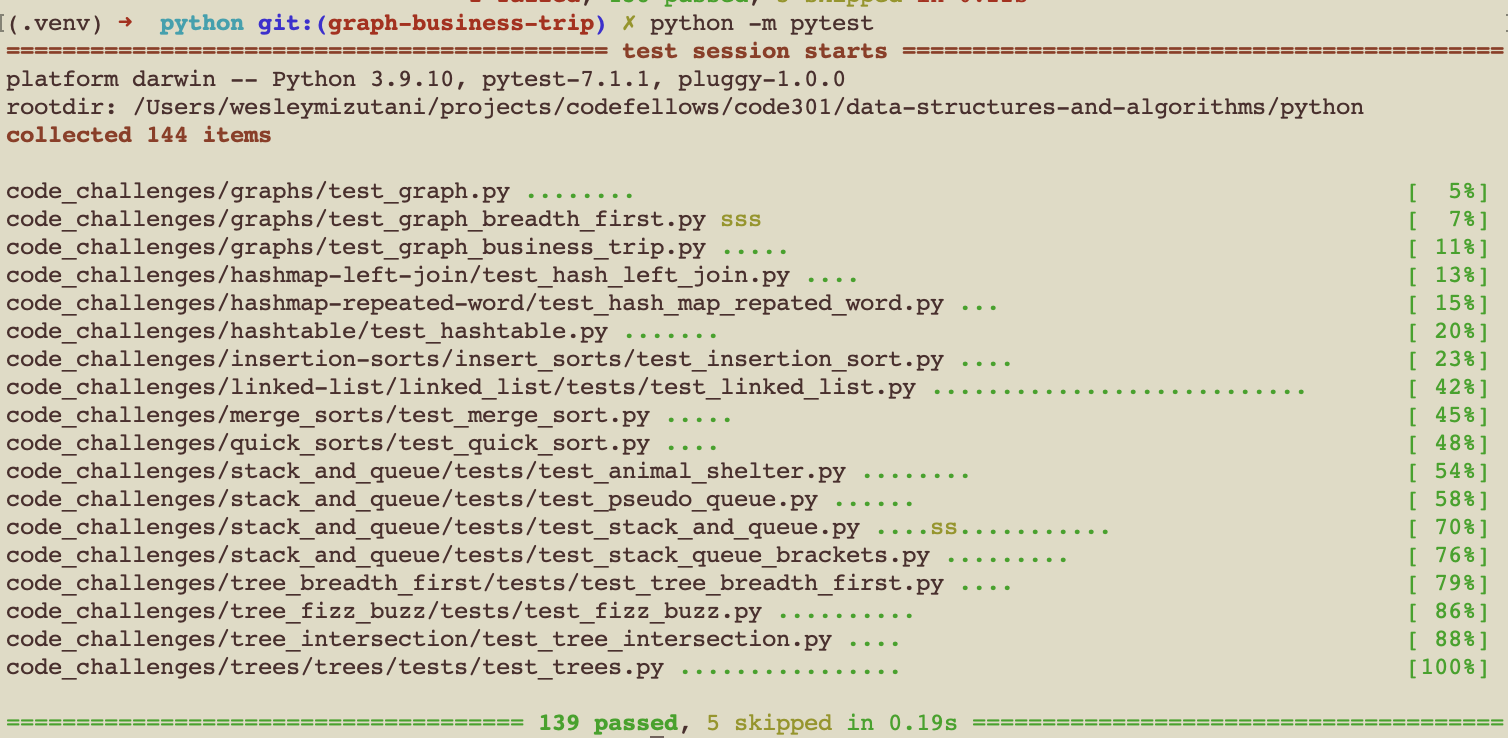 failed, passed, skipped in
(.venv) ➜  python git:(graph-business-trip) ✗ python -m pytest
=========================================== test session starts ===========================================
platform darwin -- Python 3.9.10, pytest-7.1.1, pluggy-1.0.0
rootdir: /Users/wesleymizutani/projects/codefellows/code301/data-structures-and-algorithms/python
collected 144 items
code_challenges/graphs/test_graph.py ........ [  5%]
code_challenges/graphs/test_graph_breadth_first.py sss [  7%]
code_challenges/graphs/test_graph_business_trip.py ..... [ 11%]
code_challenges/hashmap-left-join/test_hash_left_join.py .... [ 13%]
code_challenges/hashmap-repeated-word/test_hash_map_repated_word.py ... [ 15%]
code_challenges/hashtable/test_hashtable.py ....... [ 20%]
code_challenges/insertion-sorts/insert_sorts/test_insertion_sort.py .... [ 23%]
code_challenges/linked-list/linked_list/tests/test_linked_list.py ........................... [ 42%]
code_challenges/merge_sorts/test_merge_sort.py ..... [ 45%]
code_challenges/quick_sorts/test_quick_sort.py .... [ 48%]
code_challenges/stack_and_queue/tests/test_animal_shelter.py ........ [ 54%]
code_challenges/stack_and_queue/tests/test_pseudo_queue.py ...... [ 58%]
code_challenges/stack_and_queue/tests/test_stack_and_queue.py ....ss........... [ 70%]
code_challenges/stack_and_queue/tests/test_stack_queue_brackets.py ......... [ 76%]
code_challenges/tree_breadth_first/tests/test_tree_breadth_first.py .... [ 79%]
code_challenges/tree_fizz_buzz/tests/test_fizz_buzz.py .......... [ 86%]
code_challenges/tree_intersection/test_tree_intersection.py .... [ 88%]
code_challenges/trees/trees/tests/test_trees.py ................ [100%]
===================================== 139 passed, 5 skipped in 0.19s ======================================